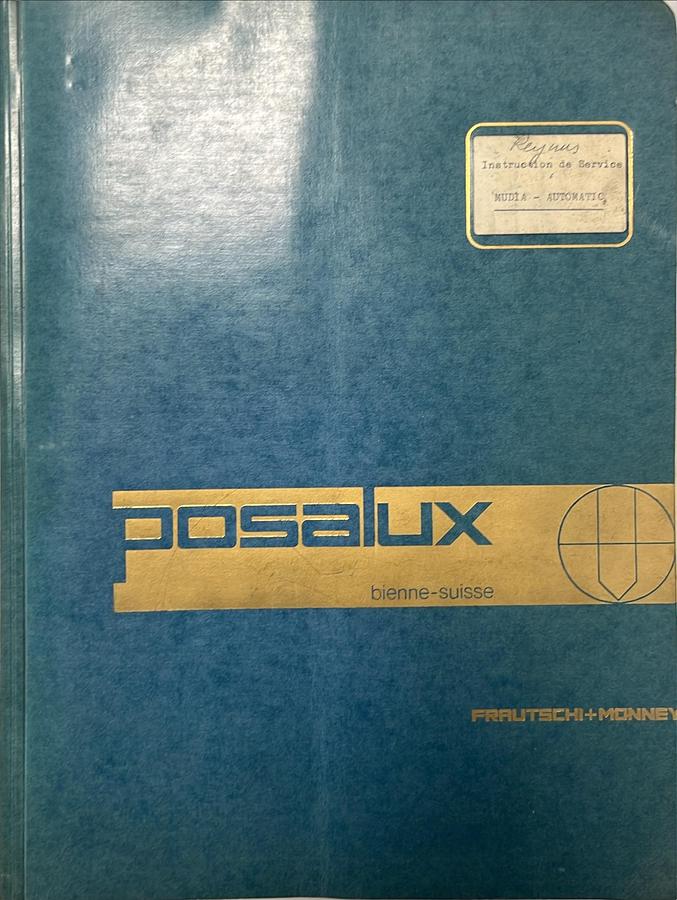 Instruction de Service
MUDIA - AUTOMATIC
posalux
bienne-suisse
FRAUTSCHI+MONNEY